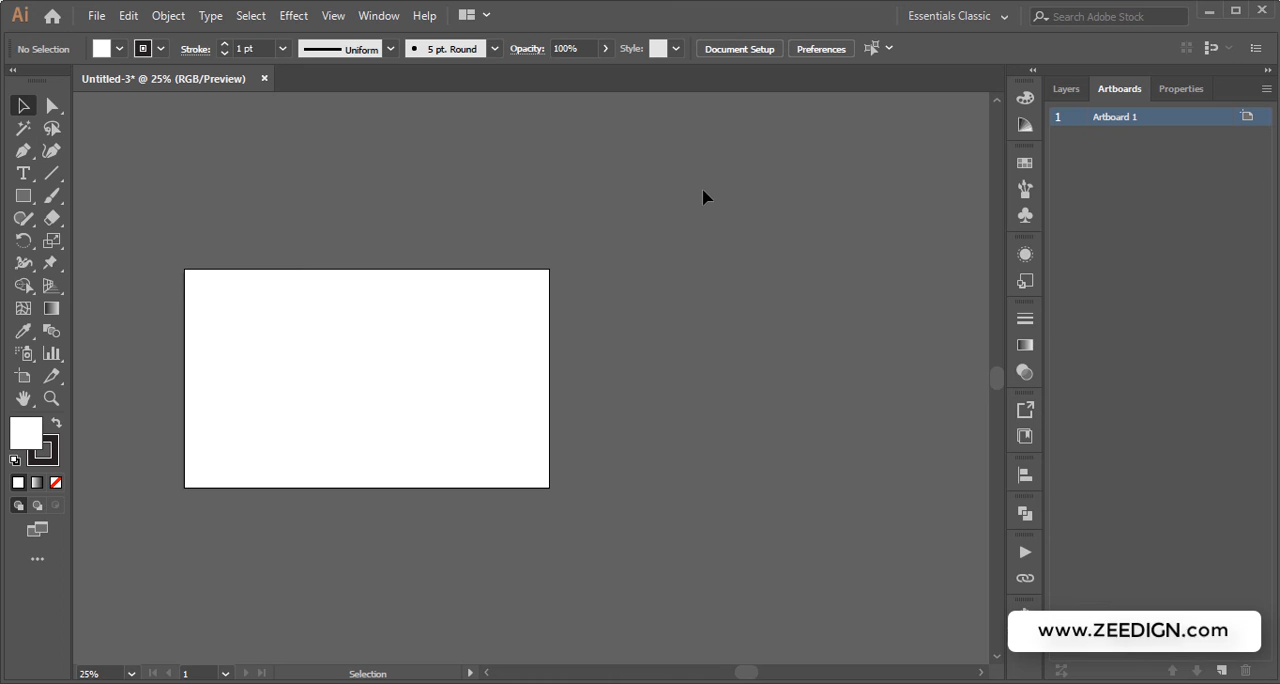 Ai File Edit Object Type Select Effect View Window Help Essentials Classic Search Adobe Stock
No Selection Stroke: 1 pt Uniform 5 pt. Round Opacity: 100% Style: Document Setup Preferences
Untitled-3* @ 25% (RGB/Preview) ×
Layers Artboards Properties
1 Artboard 1
T
www.ZEEDIGN.com
25% 1 Selection